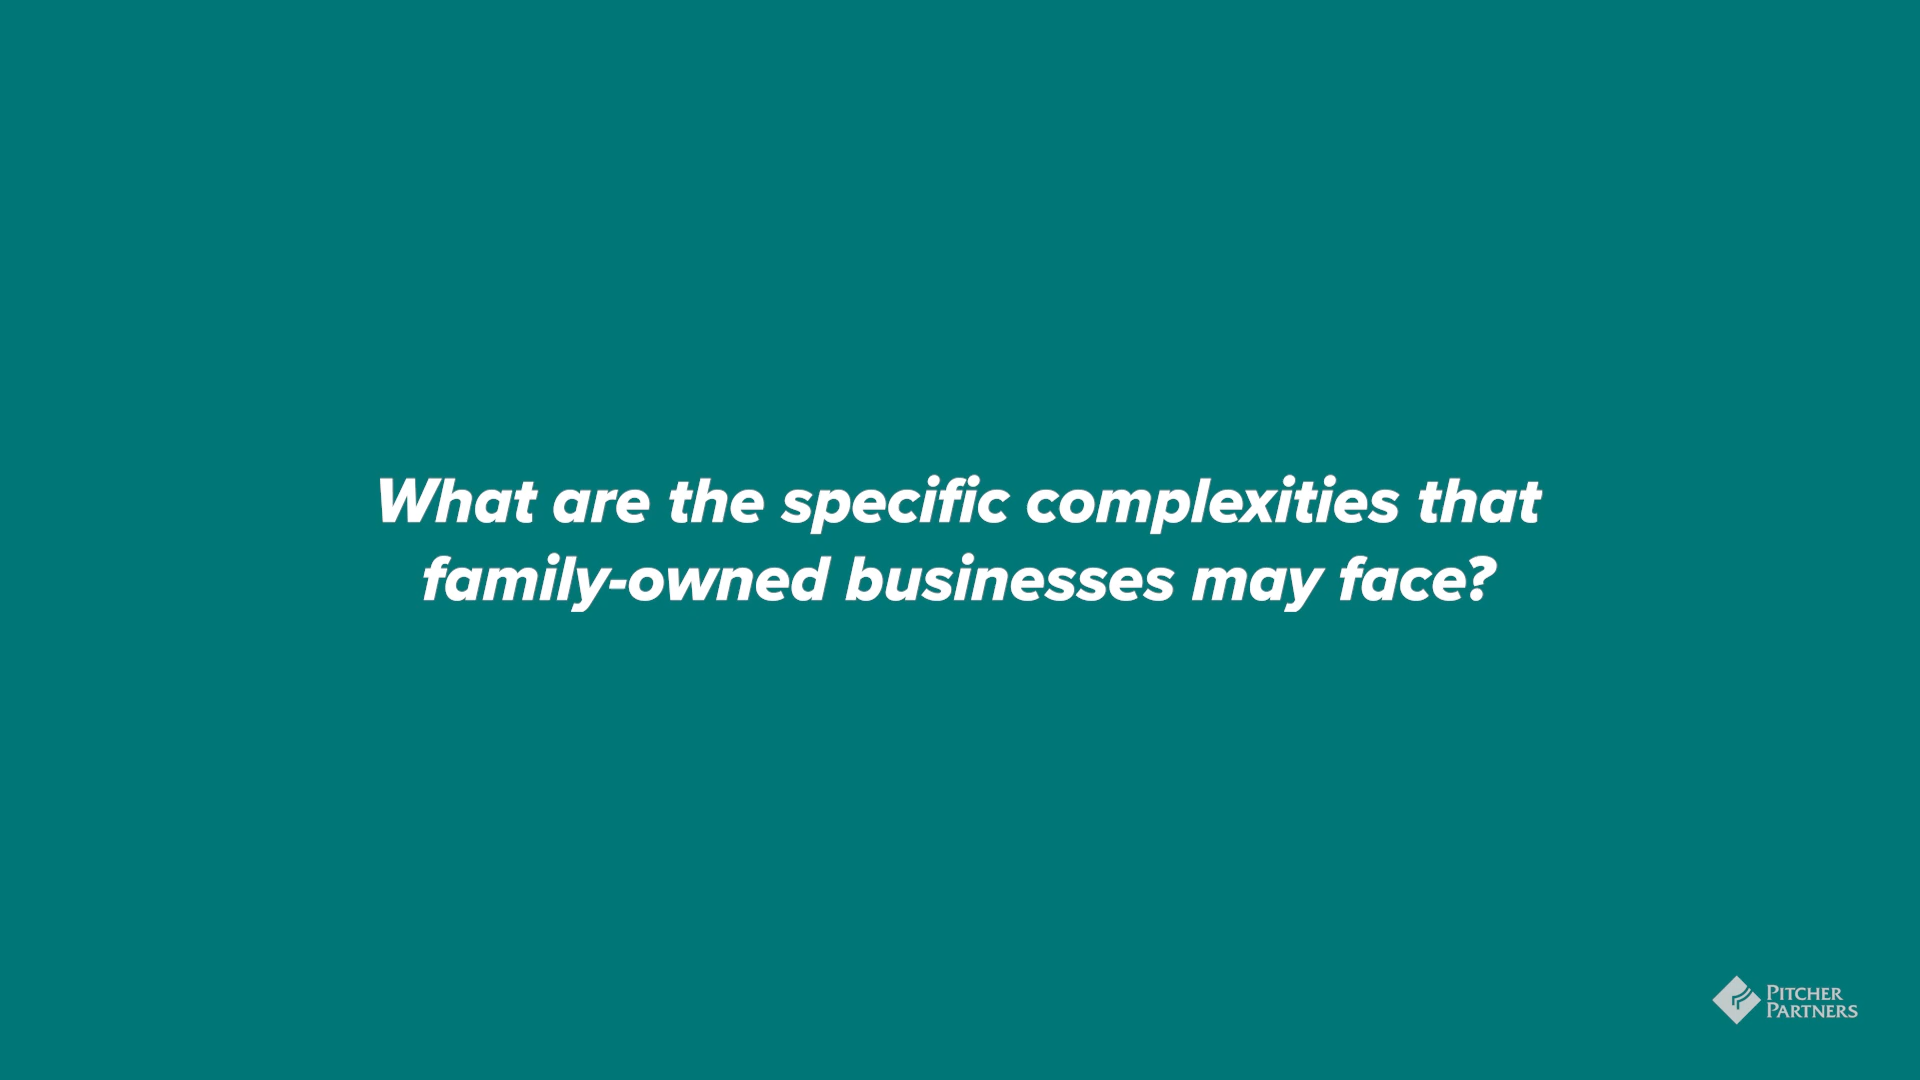 What are the specific complexities that
family-owned businesses may face?
PITCHER
PARTNERS